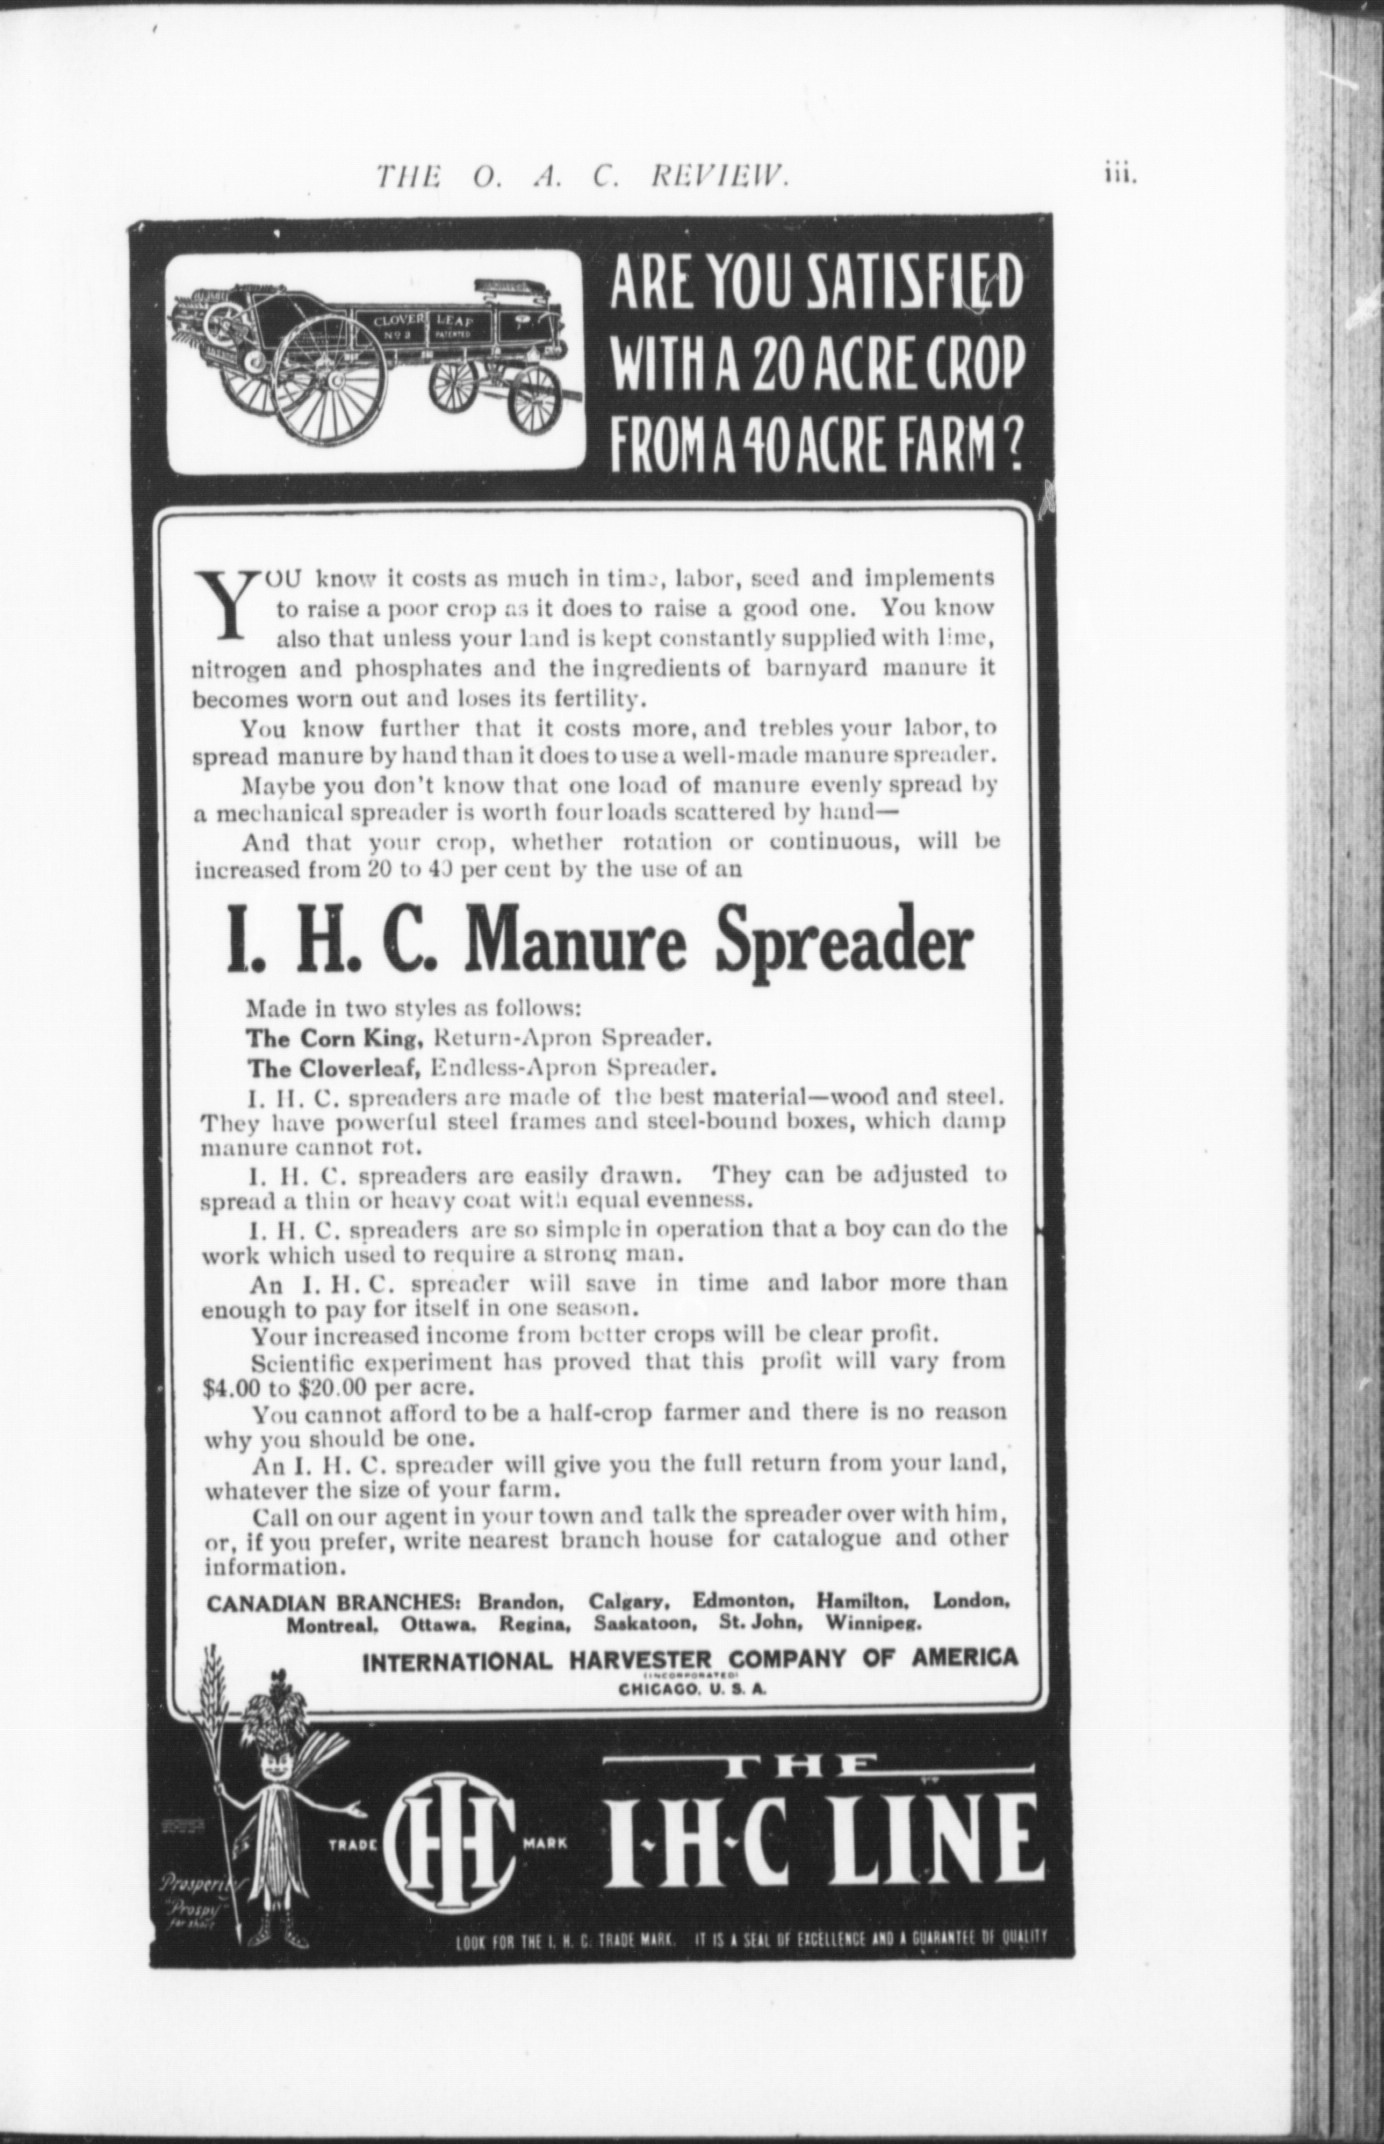 THE O. A. C. REVIEW. iii.
CLOVER LEAF
No 3 PATENTED
ARE YOU SATISFIED
WITH A 20 ACRE CROP
FROM A 40 ACRE FARM?
YOU know it costs as much in time, labor, seed and implements
to raise a poor crop as it does to raise a good one. You know
also that unless your land is kept constantly supplied with lime,
nitrogen and phosphates and the ingredients of barnyard manure it
becomes worn out and loses its fertility.
You know further that it costs more, and trebles your labor, to
spread manure by hand than it does to use a well-made manure spreader.
Maybe you don't know that one load of manure evenly spread by
a mechanical spreader is worth four loads scattered by hand—
And that your crop, whether rotation or continuous, will be
increased from 20 to 40 per cent by the use of an
I. H. C. Manure Spreader
Made in two styles as follows:
The Corn King, Return-Apron Spreader.
The Cloverleaf, Endless-Apron Spreader.
I. H. C. spreaders are made of the best material—wood and steel.
They have powerful steel frames and steel-bound boxes, which damp
manure cannot rot.
I. H. C. spreaders are easily drawn. They can be adjusted to
spread a thin or heavy coat with equal evenness.
I. H. C. spreaders are so simple in operation that a boy can do the
work which used to require a strong man.
An I. H. C. spreader will save in time and labor more than
enough to pay for itself in one season.
Your increased income from better crops will be clear profit.
Scientific experiment has proved that this profit will vary from
$4.00 to $20.00 per acre.
You cannot afford to be a half-crop farmer and there is no reason
why you should be one.
An I. H. C. spreader will give you the full return from your land,
whatever the size of your farm.
Call on our agent in your town and talk the spreader over with him,
or, if you prefer, write nearest branch house for catalogue and other
information.
CANADIAN BRANCHES: Brandon, Calgary, Edmonton, Hamilton, London,
Montreal, Ottawa, Regina, Saskatoon, St. John, Winnipeg.
INTERNATIONAL HARVESTER COMPANY OF AMERICA
(INCORPORATED)
CHICAGO, U. S. A.
THE
I·H·C LINE
TRADE IHC MARK
"Prospy"
for short
LOOK FOR THE I. H. C. TRADE MARK. IT IS A SEAL OF EXCELLENCE AND A GUARANTEE OF QUALITY